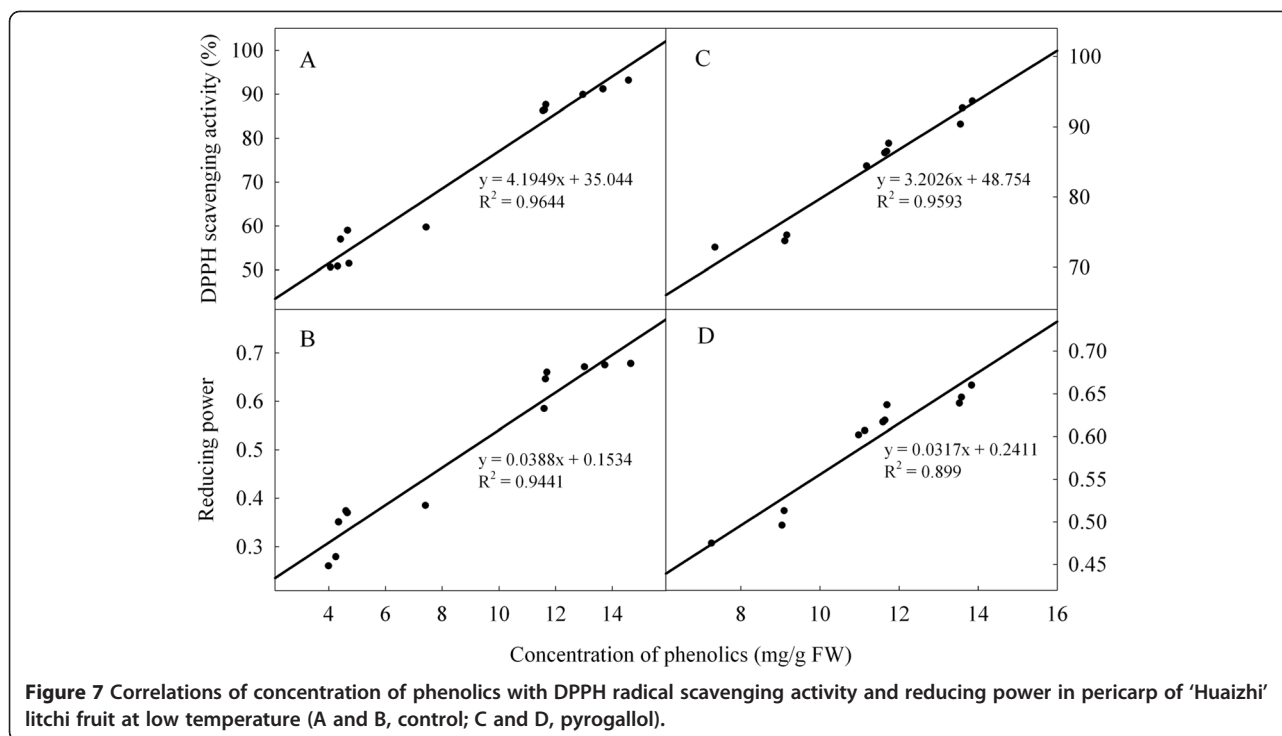 DPPH scavenging activity (%)
100
90
80
70
60
50
A
y = 4.1949x + 35.044
R² = 0.9644
C
y = 3.2026x + 48.754
R² = 0.9593
100
90
80
70
Reducing power
0.7
0.6
0.5
0.4
0.3
B
y = 0.0388x + 0.1534
R² = 0.9441
D
y = 0.0317x + 0.2411
R² = 0.899
0.70
0.65
0.60
0.55
0.50
0.45
4 6 8 10 12 14
8 10 12 14 16
Concentration of phenolics (mg/g FW)
Figure 7 Correlations of concentration of phenolics with DPPH radical scavenging activity and reducing power in pericarp of ‘Huaizhi’
litchi fruit at low temperature (A and B, control; C and D, pyrogallol).